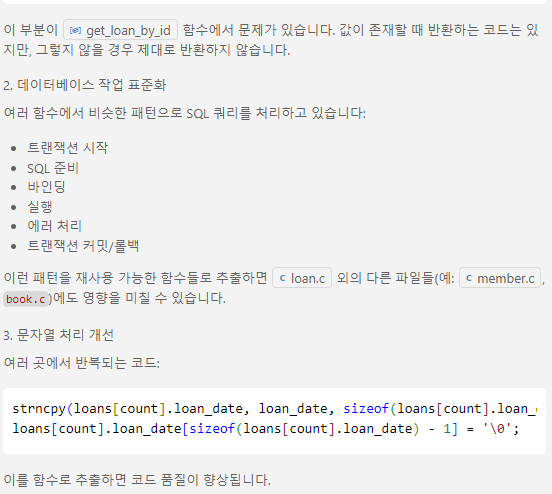 이 부분이 get_loan_by_id 함수에서 문제가 있습니다. 값이 존재할 때 반환하는 코드는 있
지만, 그렇지 않을 경우 제대로 반환하지 않습니다.
2. 데이터베이스 작업 표준화
여러 함수에서 비슷한 패턴으로 SQL 쿼리를 처리하고 있습니다:
• 트랜잭션 시작
• SQL 준비
• 바인딩
• 실행
• 에러 처리
• 트랜잭션 커밋/롤백
이런 패턴을 재사용 가능한 함수들로 추출하면 C loan.c 외의 다른 파일들(예: C member.c ,
book.c)에도 영향을 미칠 수 있습니다.
3. 문자열 처리 개선
여러 곳에서 반복되는 코드:
strncpy(loans[count].loan_date, loan_date, sizeof(loans[count].loan_
loans[count].loan_date[sizeof(loans[count].loan_date) - 1] = '\0';
이를 함수로 추출하면 코드 품질이 향상됩니다.